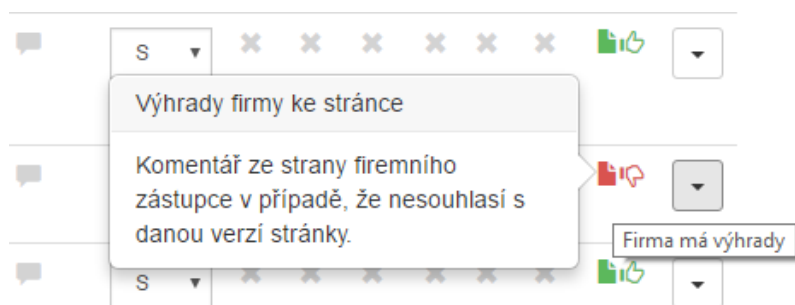 S
Výhrady firmy ke stránce
Komentář ze strany firemního
zástupce v případě, že nesouhlasí s
danou verzí stránky.
Firma má výhrady
S